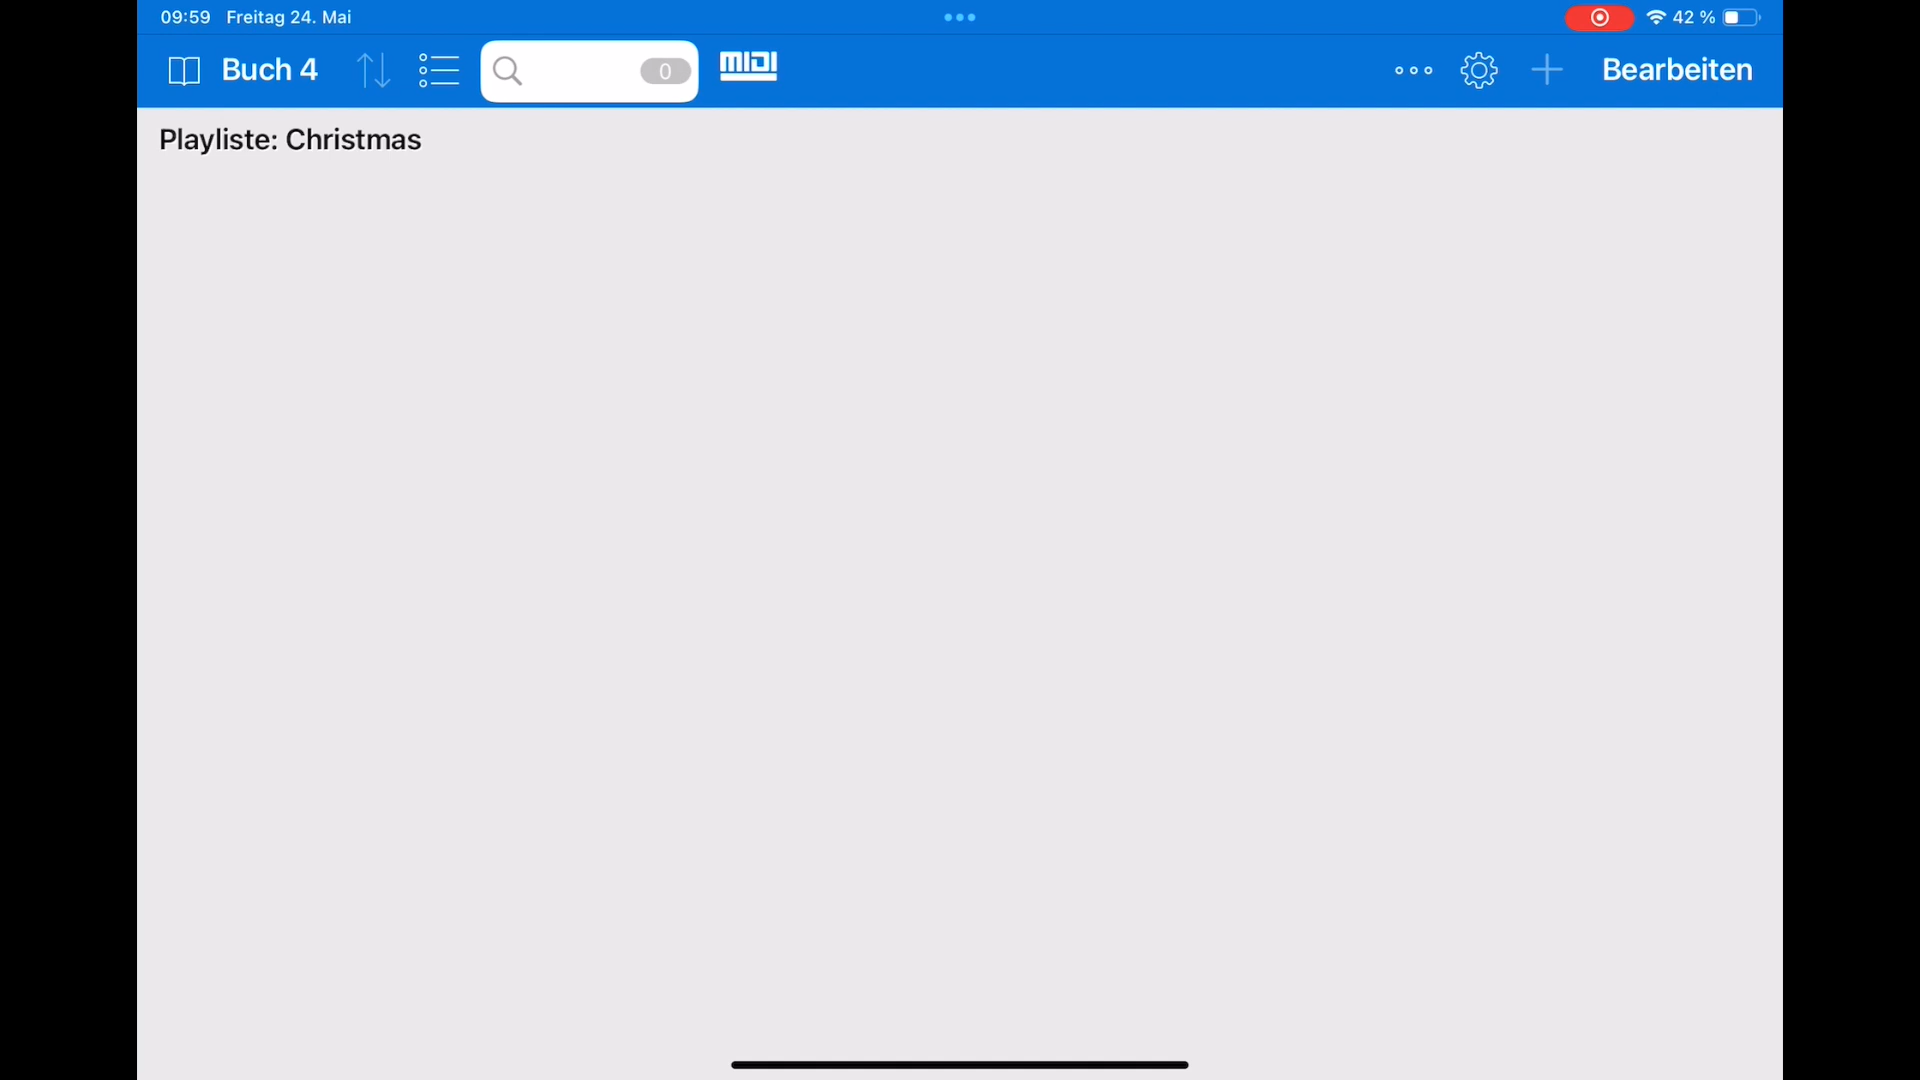 09:59 Freitag 24. Mai
42 %
Buch 4
0
MIDI
Bearbeiten
Playliste: Christmas